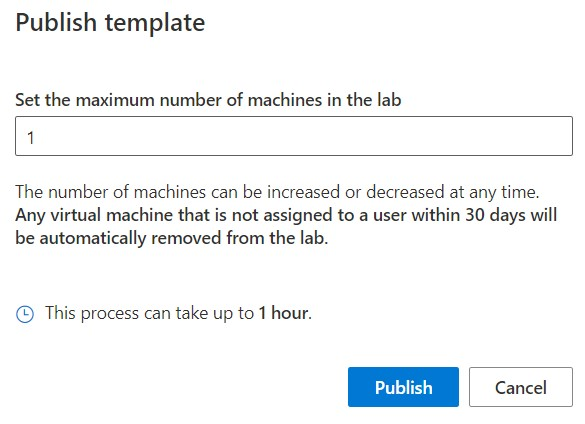 Publish template
Set the maximum number of machines in the lab
1
The number of machines can be increased or decreased at any time.
Any virtual machine that is not assigned to a user within 30 days will
be automatically removed from the lab.
This process can take up to 1 hour.
Publish
Cancel